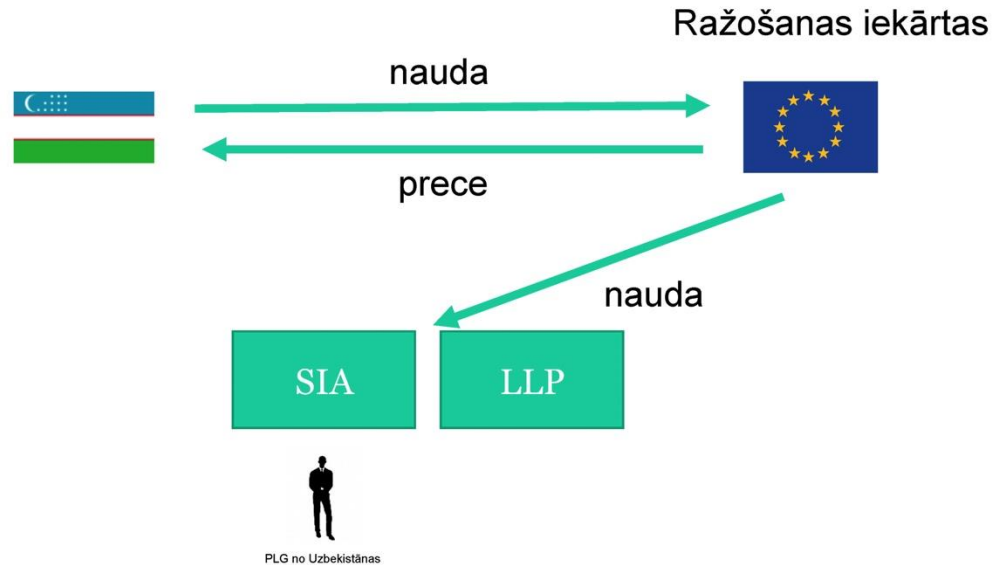 Ražošanas iekārtas
nauda
prece
nauda
SIA
LLP
PLG no Uzbekistānas